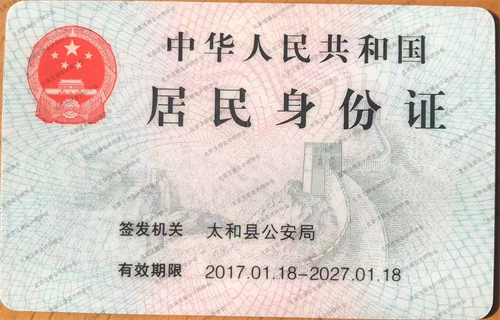 中华人民共和国
居民身份证
签发机关 太和县公安局
有效期限 2017.01.18-2027.01.18